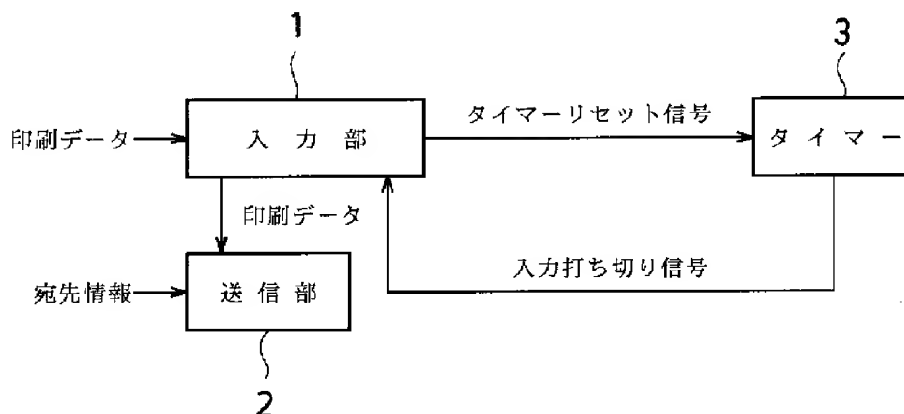 1
3
印刷データ
入力部
タイマーリセット信号
タイマー
印刷データ
入力打ち切り信号
宛先情報
送信部
2